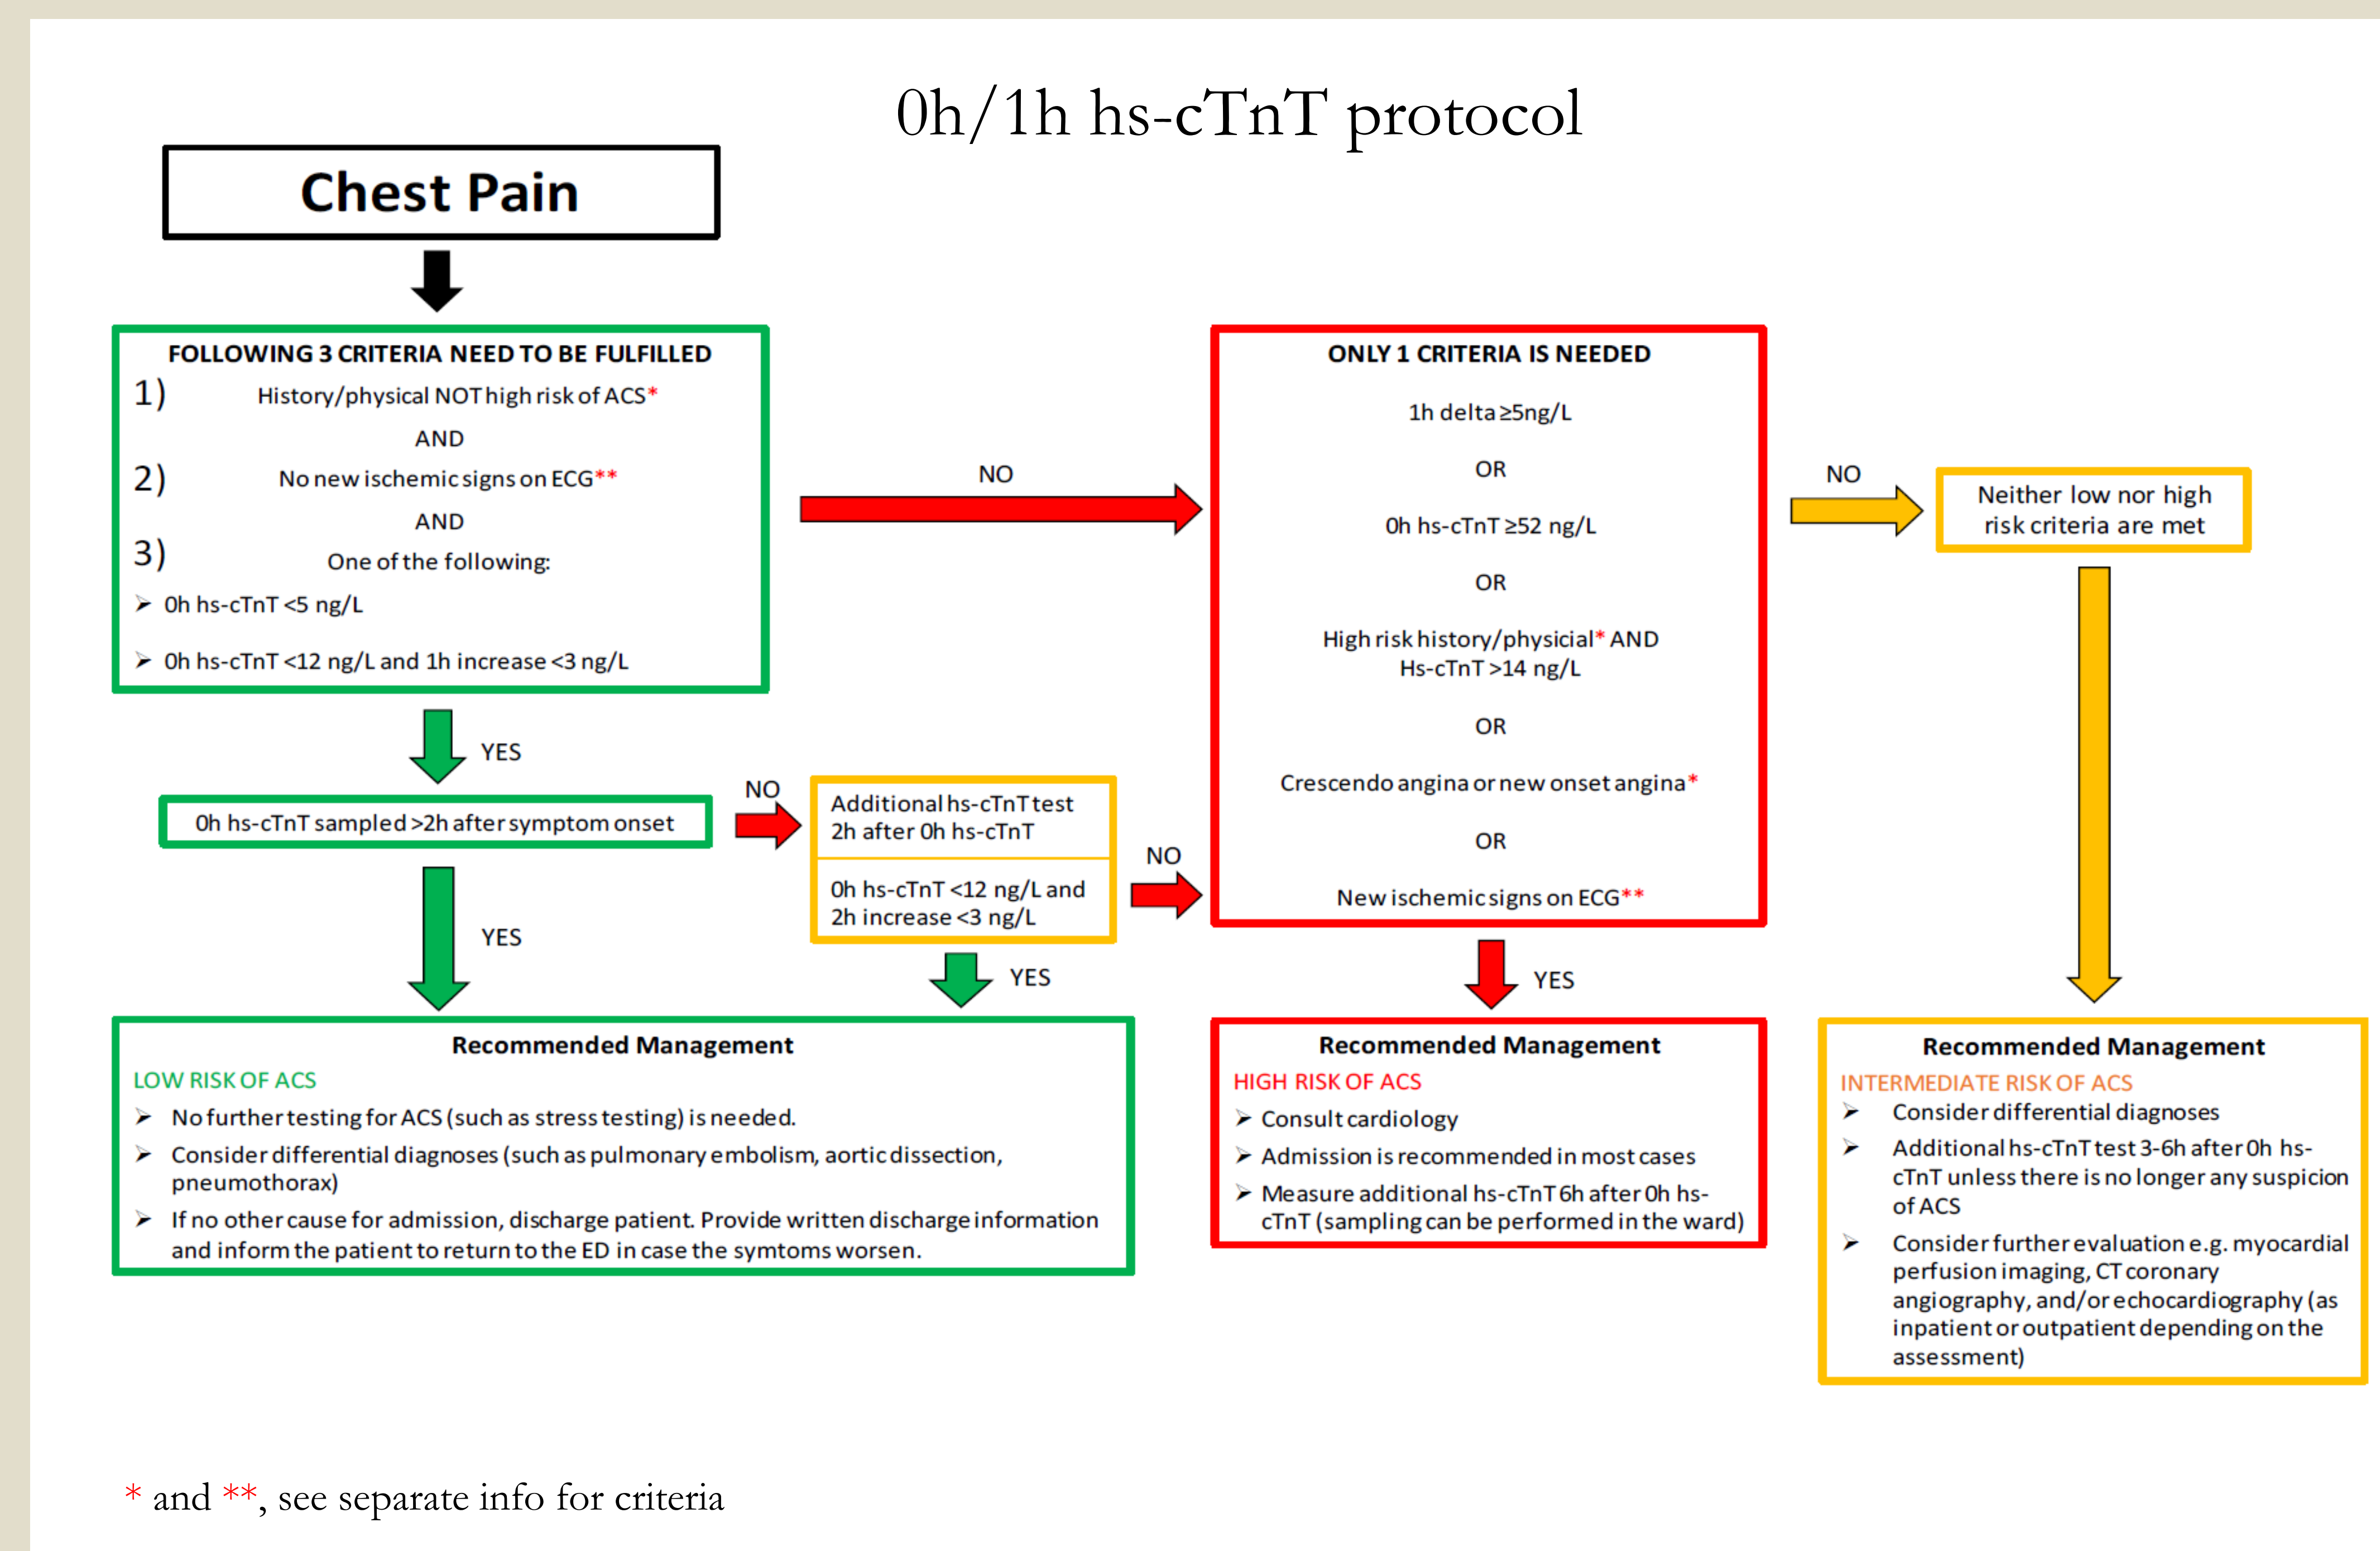 0h/1h hs-cTnT protocol
Chest Pain
FOLLOWING 3 CRITERIA NEED TO BE FULFILLED
1) History/physical NOT high risk of ACS*
AND
2) No new ischemic signs on ECG**
AND
3) One of the following:
➢ 0h hs-cTnT <5 ng/L
➢ 0h hs-cTnT <12 ng/L and 1h increase <3 ng/L
NO
ONLY 1 CRITERIA IS NEEDED
1h delta ≥5ng/L
OR
0h hs-cTnT ≥52 ng/L
OR
High risk history/physicial* AND
Hs-cTnT >14 ng/L
OR
Crescendo angina or new onset angina*
OR
New ischemic signs on ECG**
NO
Neither low nor high
risk criteria are met
YES
0h hs-cTnT sampled >2h after symptom onset
NO
Additional hs-cTnT test
2h after 0h hs-cTnT
0h hs-cTnT <12 ng/L and
2h increase <3 ng/L
NO
YES
YES
YES
Recommended Management
LOW RISK OF ACS
➢ No further testing for ACS (such as stress testing) is needed.
➢ Consider differential diagnoses (such as pulmonary embolism, aortic dissection,
pneumothorax)
➢ If no other cause for admission, discharge patient. Provide written discharge information
and inform the patient to return to the ED in case the symtoms worsen.
Recommended Management
HIGH RISK OF ACS
➢ Consult cardiology
➢ Admission is recommended in most cases
➢ Measure additional hs-cTnT 6h after 0h hs-
cTnT (sampling can be performed in the ward)
Recommended Management
INTERMEDIATE RISK OF ACS
➢ Consider differential diagnoses
➢ Additional hs-cTnT test 3-6h after 0h hs-
cTnT unless there is no longer any suspicion
of ACS
➢ Consider further evaluation e.g. myocardial
perfusion imaging, CT coronary
angiography, and/or echocardiography (as
inpatient or outpatient depending on the
assessment)
* and **, see separate info for criteria